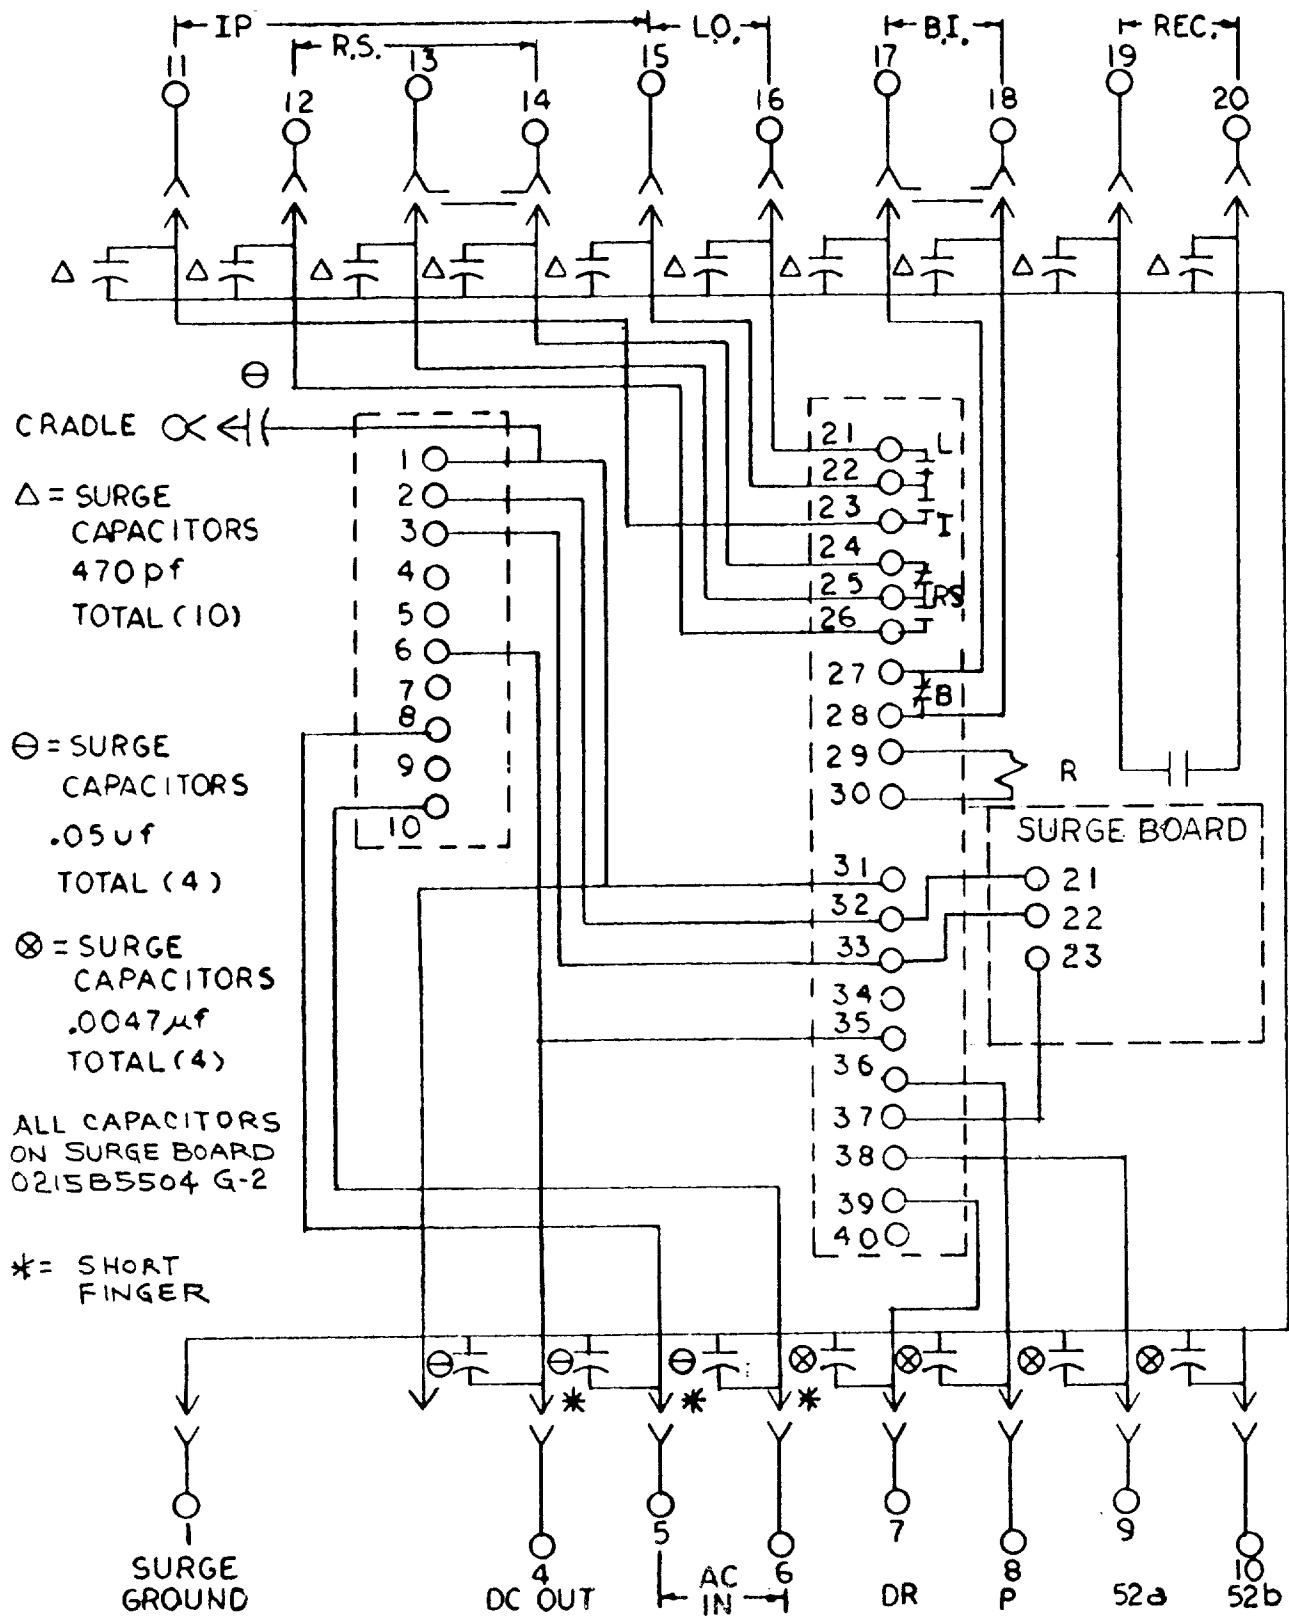 IP L.O. B.I. REC.
R.S.
11 13 15 17 19
12 14 16 18 20
Δ Δ Δ Δ Δ Δ Δ Δ Δ Δ
⊖
CRADLE
Δ = SURGE
CAPACITORS
470 pf
TOTAL (10)
⊖ = SURGE
CAPACITORS
.05 uf
TOTAL (4)
⊗ = SURGE
CAPACITORS
.0047 μf
TOTAL (4)
ALL CAPACITORS
ON SURGE BOARD
0215B5504 G-2
* = SHORT
FINGER
1
2
3
4
5
6
7
8
9
10
21 L
22
23 I
24
25 RS
26
27
B
28
29
R
30
31
32
33
34
35
36
37
38
39
40
SURGE BOARD
21
22
23
⊖ ⊖ ⊖ ⊗ ⊗ ⊗ ⊗
* * *
1 4 5 6 7 8 9 10
SURGE
GROUND
DC OUT
AC
IN
DR P 52a 52b